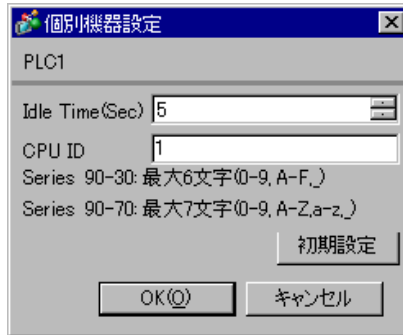 個別機器設定
PLC1
Idle Time(Sec) 5
CPU ID 1
Series 90-30: 最大6文字(0-9, A-F,_)
Series 90-70: 最大7文字(0-9, A-Z,a-z,_)
初期設定
OK(O) キャンセル